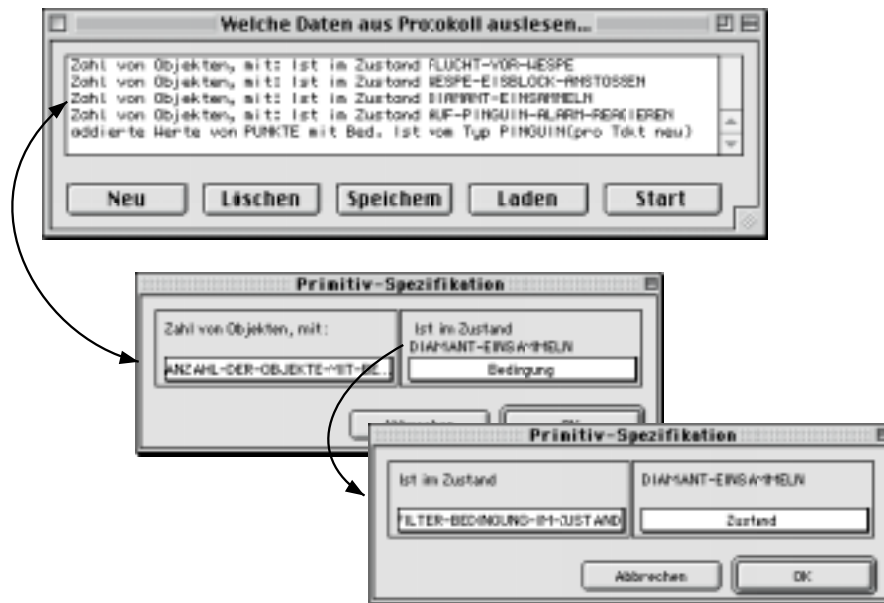 Welche Daten aus Protokoll auslesen...
Zahl von Objekten, mit: Ist im Zustand FLUCHT-VOR-WESPE
Zahl von Objekten, mit: Ist im Zustand WESPE-EISBLOCK-ANSTOSSEN
Zahl von Objekten, mit: Ist im Zustand DIAMANT-EINSAMMELN
Zahl von Objekten, mit: Ist im Zustand AUF-PINGUIN-ALARM-REAGIEREN
addierte Werte von PUNKTE mit Bed. Ist vom Typ PINGUIN(pro Takt neu)
Neu Löschen Speichern Laden Start
Primitiv-Spezifikation
Zahl von Objekten, mit: Ist im Zustand
DIAMANT-EINSAMMELN
ANZAHL-DER-OBJEKTE-MIT-BE.. Bedingung
Abbrechen OK
Primitiv-Spezifikation
Ist im Zustand DIAMANT-EINSAMMELN
FILTER-BEDINGUNG-IM-ZUSTAND Zustand
Abbrechen OK